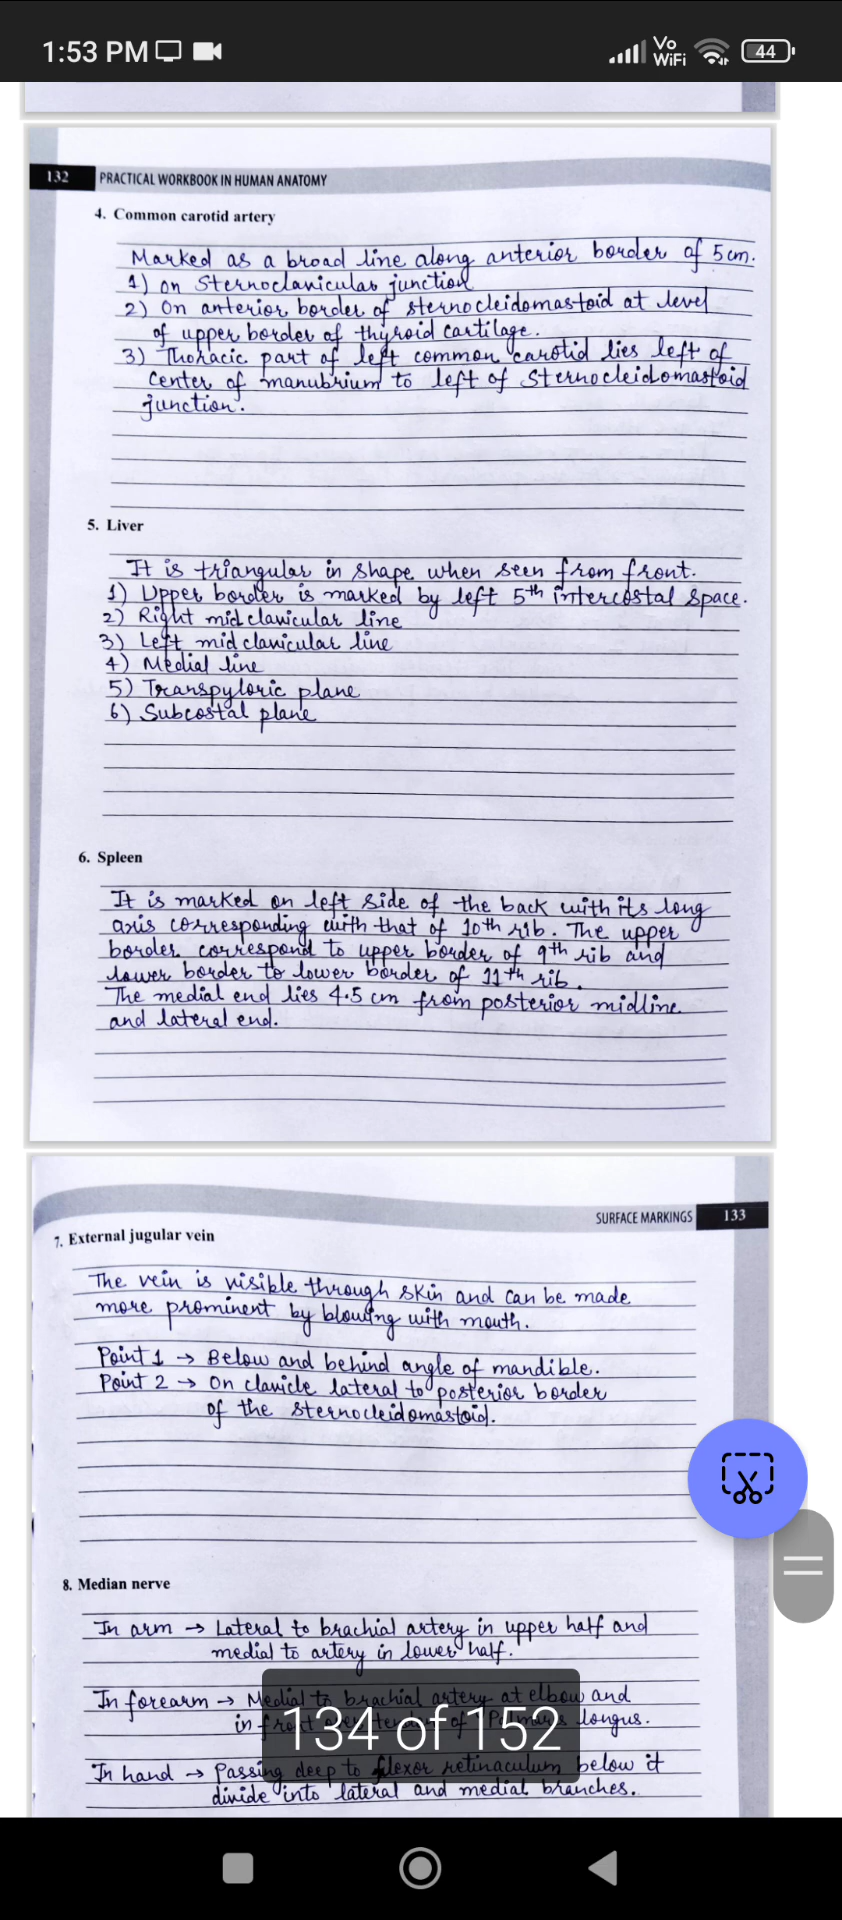 1:53 PM
Vo
WiFi
44
132 PRACTICAL WORKBOOK IN HUMAN ANATOMY
4. Common carotid artery
Marked as a broad line along anterior border of 5 cm.
1) on Sternoclavicular junction
2) On anterior border of sternocleidomastoid at level
of upper border of thyroid cartilage.
3) Thoracic part of left common carotid lies left of
center of manubrium to left of Sternocleidomastoid
junction.
5. Liver
It is triangular in shape when seen from front.
1) Upper border is marked by left 5th intercostal space.
2) Right mid clavicular line
3) Left mid clavicular line
4) Medial line
5) Transpyloric plane
6) Subcostal plane
6. Spleen
It is marked on left side of the back with its long
axis corresponding with that of 10th rib. The upper
border correspond to upper border of 9th rib and
lower border to lower border of 11th rib.
The medial end lies 4.5 cm from posterior midline
and lateral end.
SURFACE MARKINGS 133
7. External jugular vein
The vein is visible through skin and can be made
more prominent by blowing with mouth.
Point 1 → Below and behind angle of mandible.
Point 2 → On clavicle lateral to posterior border
of the sternocleidomastoid.
8. Median nerve
In arm → Lateral to brachial artery in upper half and
medial to artery in lower half.
In forearm → Medial to brachial artery at elbow and
in front tendon of Palmaris longus.
134 of 152
In hand → Passing deep to flexor retinaculum below it
divide into lateral and medial branches.